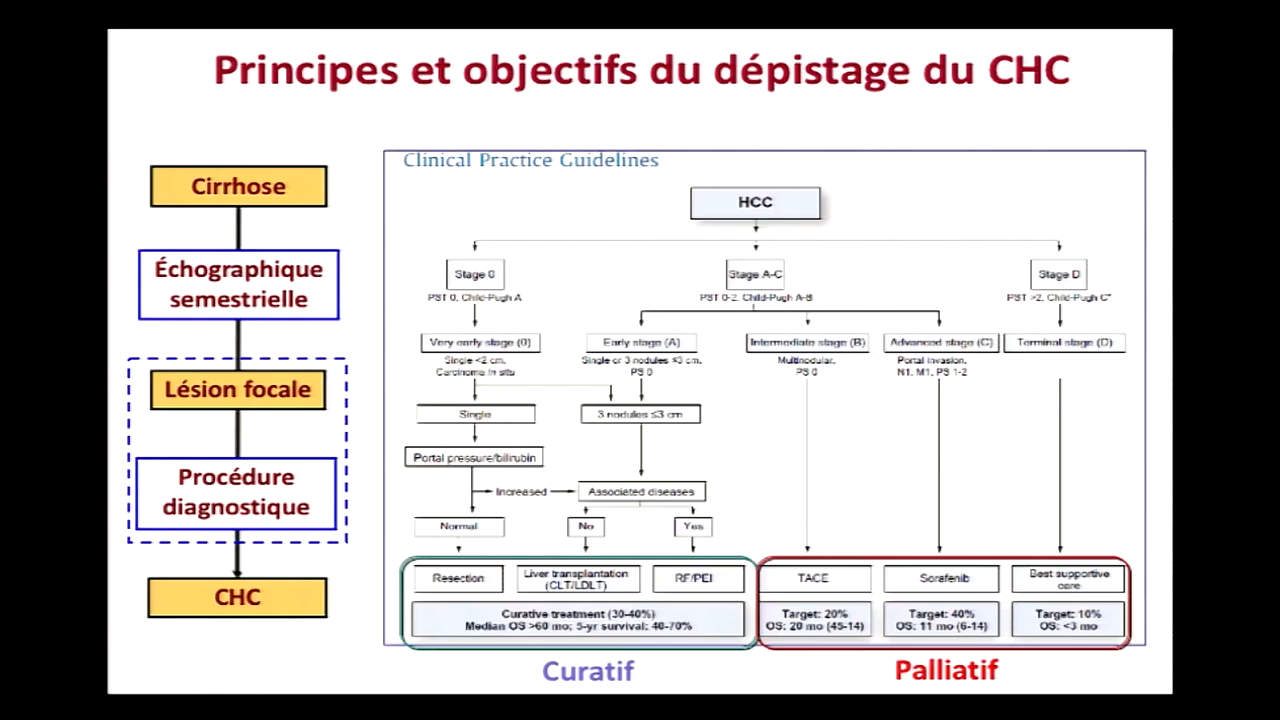 Principes et objectifs du dépistage du CHC
Cirrhose
Échographique
semestrielle
Lésion focale
Procédure
diagnostique
CHC
Clinical Practice Guidelines
HCC
Stage 0
PST 0, Child-Pugh A
Stage A-C
PST 0-2, Child-Pugh A-B
Stage D
PST >2, Child-Pugh C*
Very early stage (0)
Single <2 cm,
Carcinoma in situ
Early stage (A)
Single or 3 nodules ≤3 cm,
PS 0
Intermediate stage (B)
Multinodular,
PS 0
Advanced stage (C)
Portal invasion,
N1, M1, PS 1-2
Terminal stage (D)
Single
3 nodules ≤3 cm
Portal pressure/bilirubin
Increased
Associated diseases
Normal
No
Yes
Resection
Liver transplantation
(CLT/LDLT)
RF/PEI
TACE
Sorafenib
Best supportive
care
Curative treatment (30-40%)
Median OS >60 mo; 5-yr survival: 40-70%
Target: 20%
OS: 20 mo (45-14)
Target: 40%
OS: 11 mo (6-14)
Target: 10%
OS: <3 mo
Curatif
Palliatif